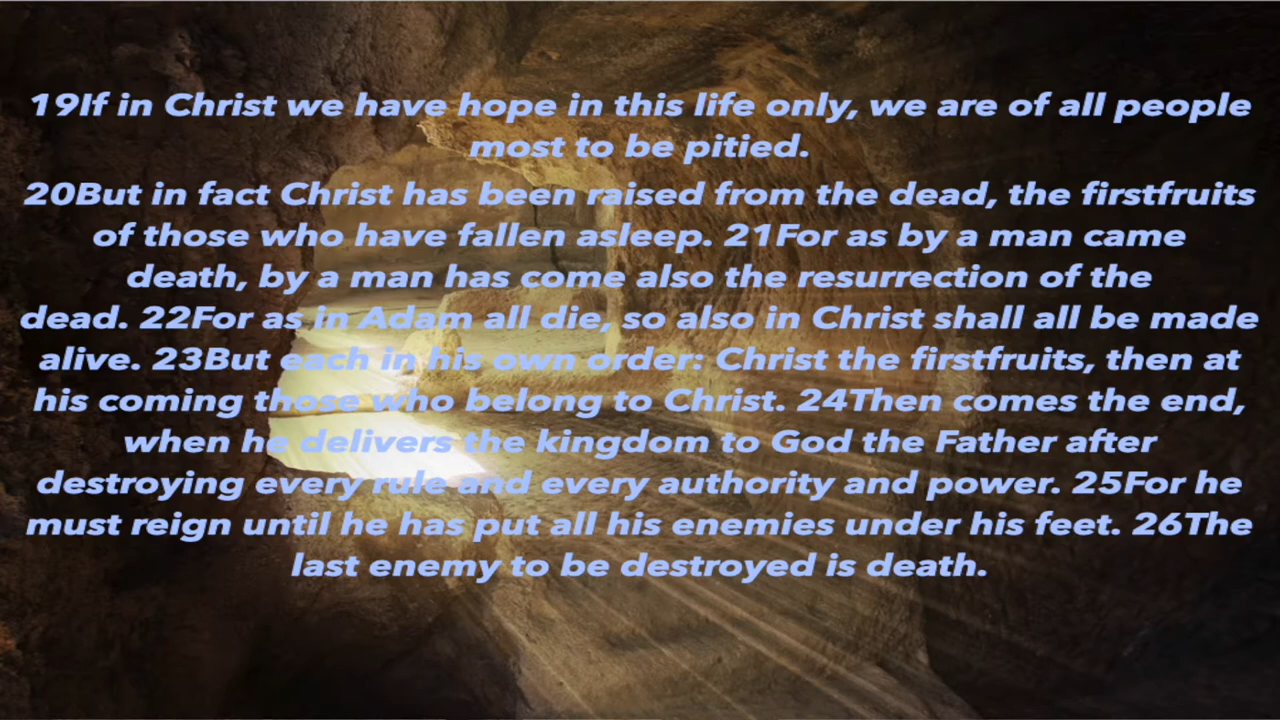 19If in Christ we have hope in this life only, we are of all people
most to be pitied.
20But in fact Christ has been raised from the dead, the firstfruits
of those who have fallen asleep. 21For as by a man came
death, by a man has come also the resurrection of the
dead. 22For as in Adam all die, so also in Christ shall all be made
alive. 23But each in his own order: Christ the firstfruits, then at
his coming those who belong to Christ. 24Then comes the end,
when he delivers the kingdom to God the Father after
destroying every rule and every authority and power. 25For he
must reign until he has put all his enemies under his feet. 26The
last enemy to be destroyed is death.